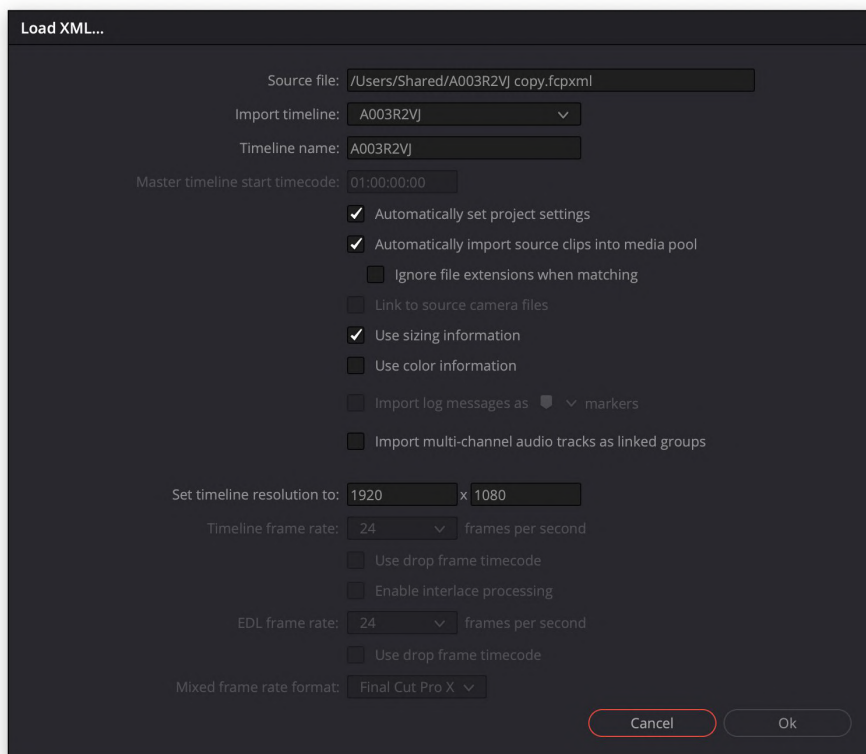 Load XML...
Source file: /Users/Shared/A003R2VJ copy.fcpxml
Import timeline: A003R2VJ
Timeline name: A003R2VJ
Master timeline start timecode: 01:00:00:00
Automatically set project settings
Automatically import source clips into media pool
Ignore file extensions when matching
Link to source camera files
Use sizing information
Use color information
Import log messages as markers
Import multi-channel audio tracks as linked groups
Set timeline resolution to: 1920 x 1080
Timeline frame rate: 24 frames per second
Use drop frame timecode
Enable interlace processing
EDL frame rate: 24 frames per second
Use drop frame timecode
Mixed frame rate format: Final Cut Pro X
Cancel Ok